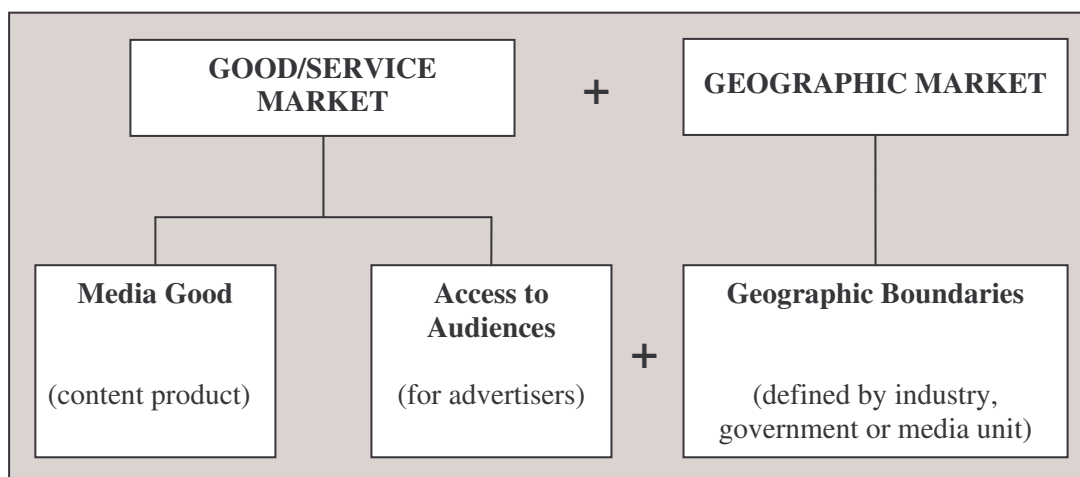 GOOD/SERVICE
MARKET
+
GEOGRAPHIC MARKET
Media Good
(content product)
Access to
Audiences
(for advertisers)
+
Geographic Boundaries
(defined by industry,
government or media unit)